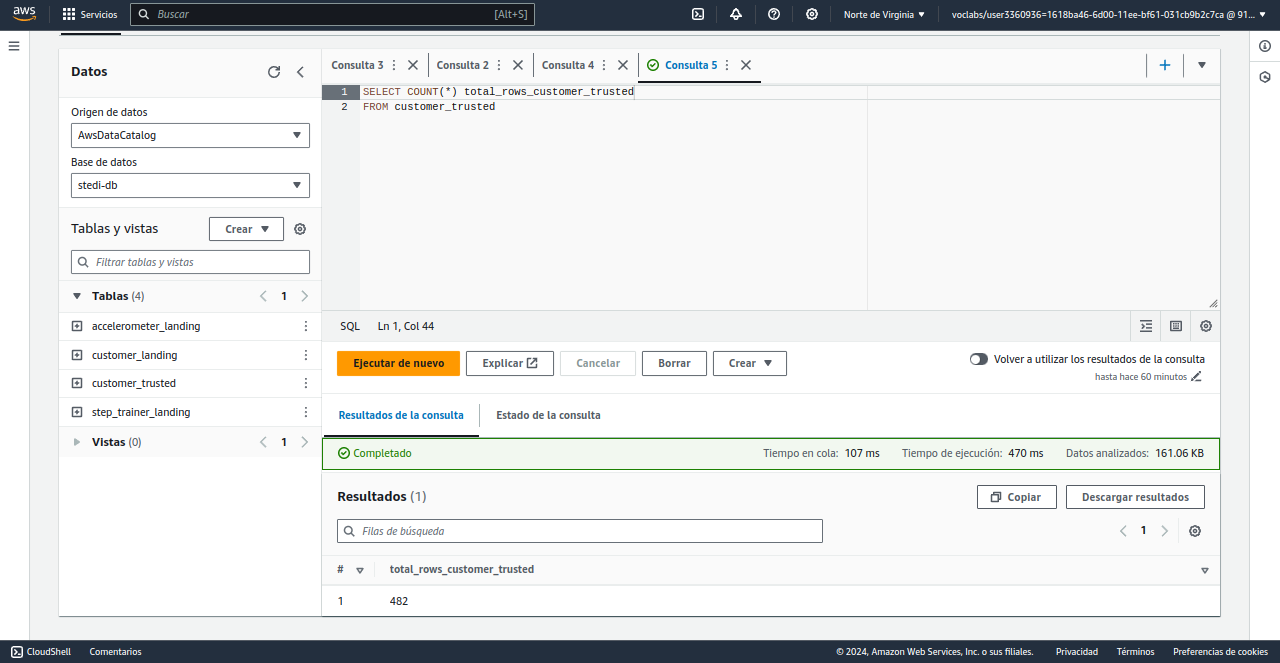 aws
Servicios
Buscar
[Alt+S]
Norte de Virginia
voclabs/user3360936=1618ba46-6d00-11ee-bf61-031cb9b2c7ca @ 91...
Datos
Origen de datos
AwsDataCatalog
Base de datos
stedi-db
Tablas y vistas
Crear
Filtrar tablas y vistas
Tablas (4)
1
accelerometer_landing
customer_landing
customer_trusted
step_trainer_landing
Vistas (0)
1
Consulta 3
Consulta 2
Consulta 4
Consulta 5
1 SELECT COUNT(*) total_rows_customer_trusted
2 FROM customer_trusted
SQL
Ln 1, Col 44
Ejecutar de nuevo
Explicar
Cancelar
Borrar
Crear
Volver a utilizar los resultados de la consulta
hasta hace 60 minutos
Resultados de la consulta
Estado de la consulta
Completado
Tiempo en cola: 107 ms
Tiempo de ejecución: 470 ms
Datos analizados: 161.06 KB
Resultados (1)
Copiar
Descargar resultados
Filas de búsqueda
1
# total_rows_customer_trusted
1 482
CloudShell
Comentarios
© 2024, Amazon Web Services, Inc. o sus filiales.
Privacidad
Términos
Preferencias de cookies